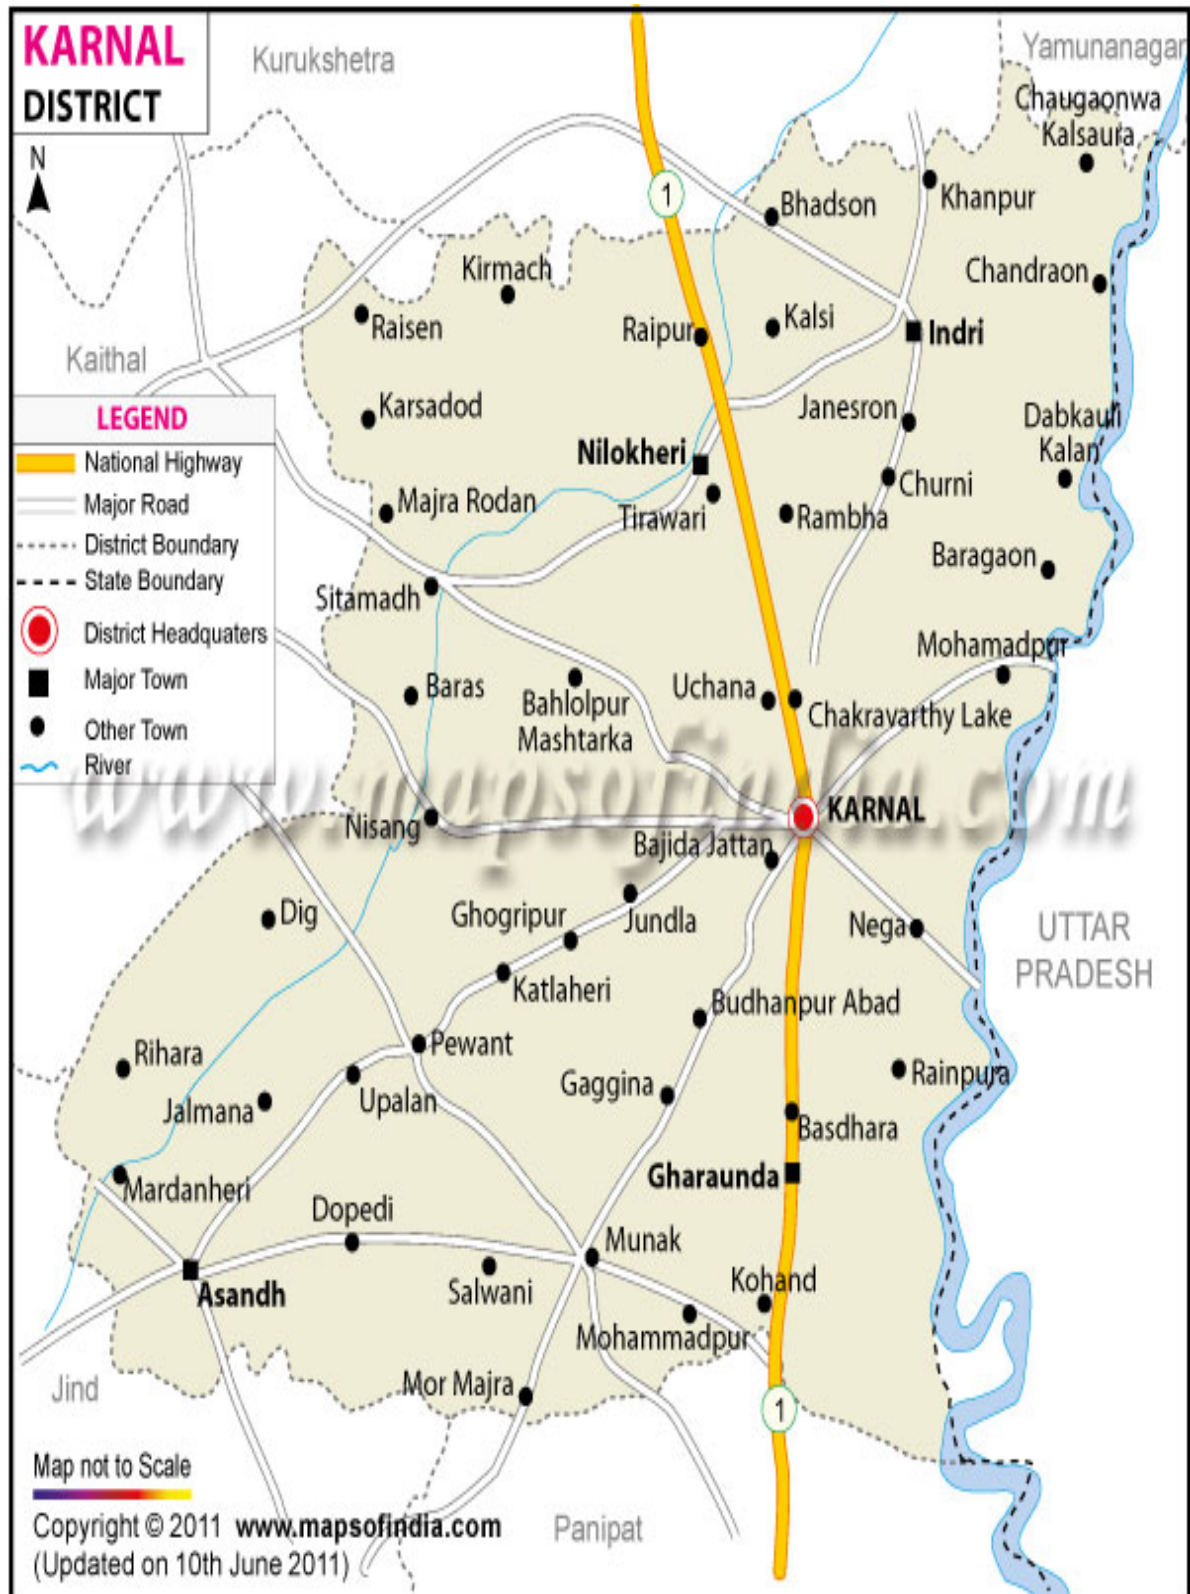 KARNAL
DISTRICT
N
Kurukshetra
Yamunanagar
Chaugaonwa
Kalsaura
1
Bhadson
Khanpur
Kirmach
Chandraon
Raisen
Raipur
Kalsi
Indri
Kaithal
LEGEND
National Highway
Major Road
District Boundary
State Boundary
District Headquaters
Major Town
Other Town
River
Karsadod
Janesron
Dabkauli
Kalan
Nilokheri
Majra Rodan
Tirawari
Rambha
Churni
Baragaon
Sitamadh
Mohamadpur
Baras
Bahlolpur
Mashtarka
Uchana
Chakravarthy Lake
www.mapsofindia.com
Nisang
KARNAL
Bajida Jattan
Dig
Ghogripur
Jundla
Nega
UTTAR
PRADESH
Katlaheri
Budhanpur Abad
Pewant
Rihara
Gaggina
Rainpura
Jalmana
Upalan
Basdhara
Gharaunda
Mardanheri
Dopedi
Munak
Asandh
Salwani
Kohand
Mohammadpur
Jind
Mor Majra
1
Map not to Scale
Copyright © 2011 www.mapsofindia.com
(Updated on 10th June 2011)
Panipat